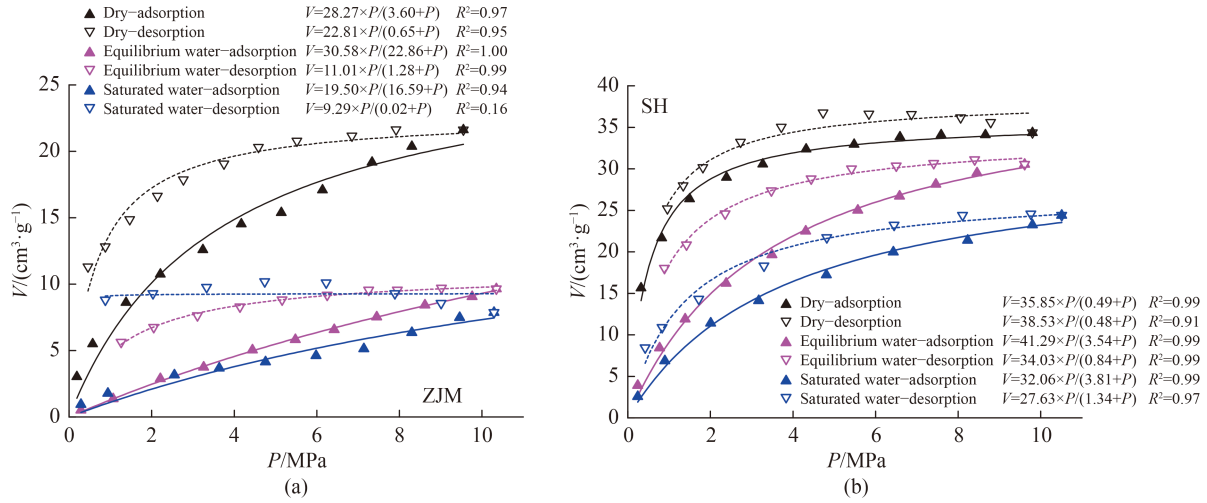 Dry−adsorption V=28.27×P/(3.60+P) R²=0.97
Dry−desorption V=22.81×P/(0.65+P) R²=0.95
Equilibrium water−adsorption V=30.58×P/(22.86+P) R²=1.00
Equilibrium water−desorption V=11.01×P/(1.28+P) R²=0.99
Saturated water−adsorption V=19.50×P/(16.59+P) R²=0.94
Saturated water−desorption V=9.29×P/(0.02+P) R²=0.16
25
20
15
10
5
0
V/(cm³·g⁻¹)
ZJM
0 2 4 6 8 10
P/MPa
(a)
40
35
30
25
20
15
10
5
0
V/(cm³·g⁻¹)
SH
Dry−adsorption V=35.85×P/(0.49+P) R²=0.99
Dry−desorption V=38.53×P/(0.48+P) R²=0.91
Equilibrium water−adsorption V=41.29×P/(3.54+P) R²=0.99
Equilibrium water−desorption V=34.03×P/(0.84+P) R²=0.99
Saturated water−adsorption V=32.06×P/(3.81+P) R²=0.99
Saturated water−desorption V=27.63×P/(1.34+P) R²=0.97
0 2 4 6 8 10
P/MPa
(b)